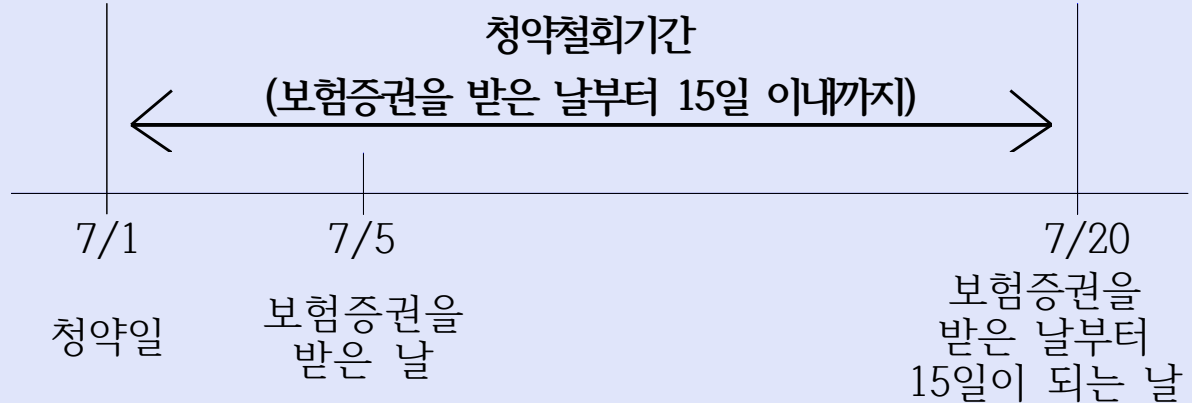 청약철회기간
(보험증권을 받은 날부터 15일 이내까지)
7/1
7/5
7/20
청약일
보험증권을
받은 날
보험증권을
받은 날부터
15일이 되는 날